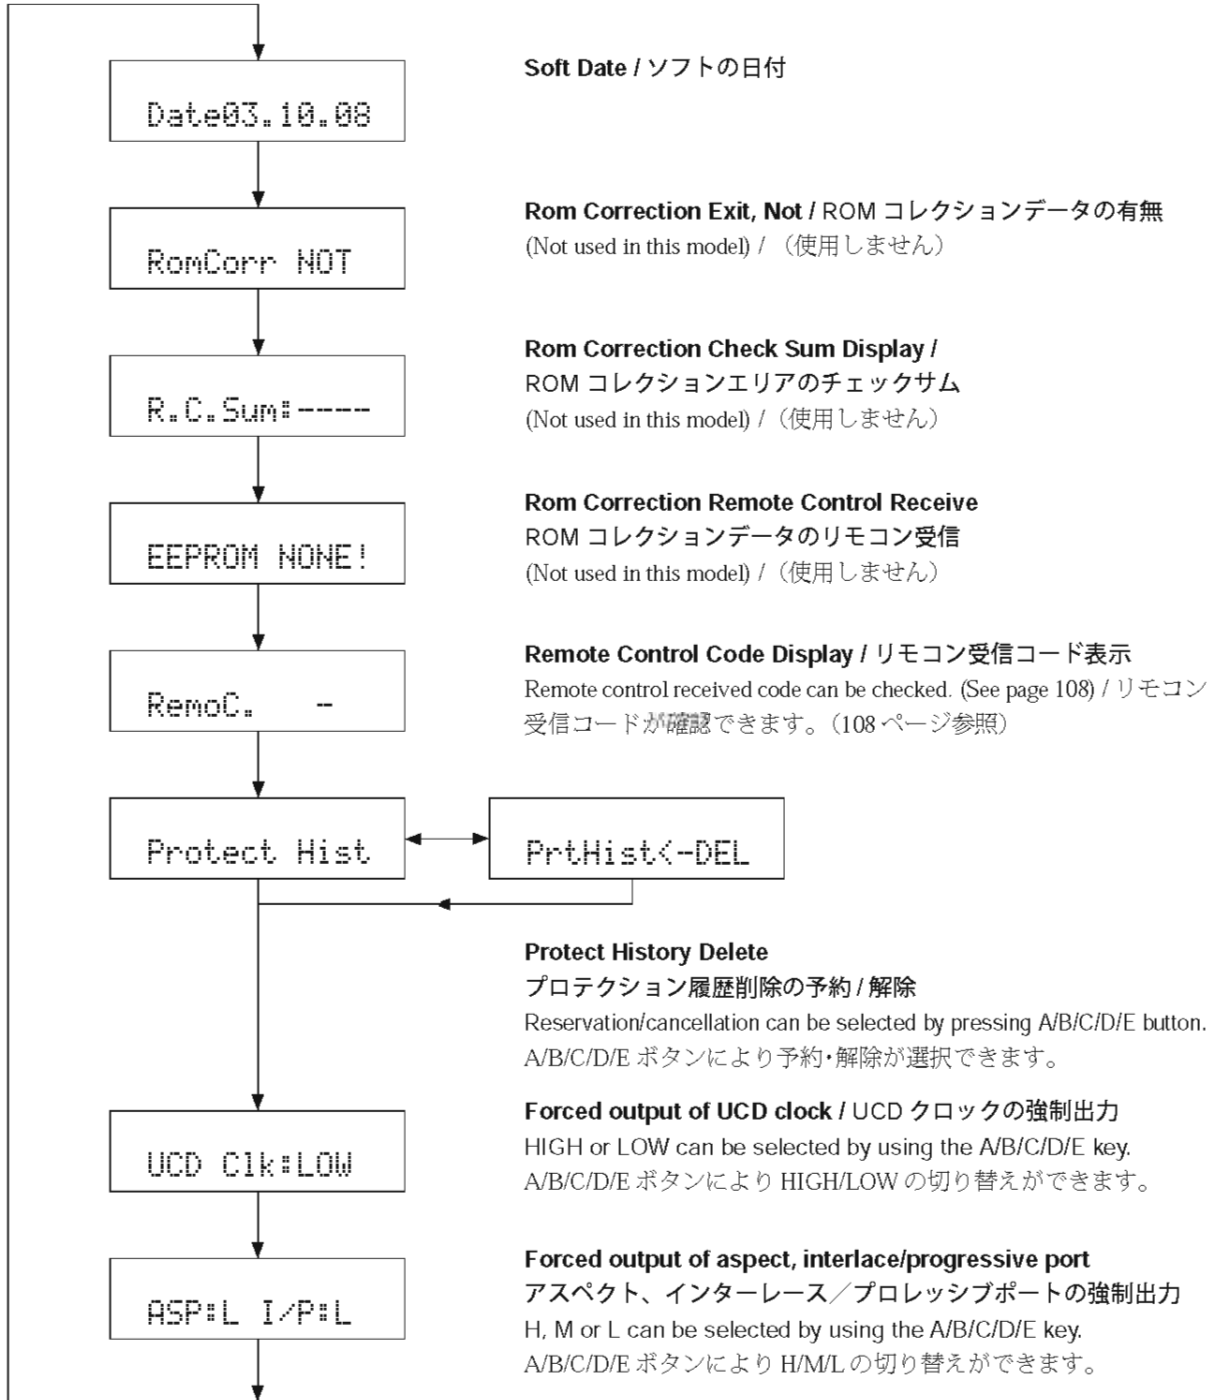 Soft Date / ソフトの日付
Date03.10.08
Rom Correction Exit, Not / ROM コレクションデータの有無
(Not used in this model) / （使用しません）
RomCorr NOT
Rom Correction Check Sum Display /
ROM コレクションエリアのチェックサム
(Not used in this model) / （使用しません）
R.C.Sum:----
Rom Correction Remote Control Receive
ROM コレクションデータのリモコン受信
(Not used in this model) / （使用しません）
EEPROM NONE!
Remote Control Code Display / リモコン受信コード表示
Remote control received code can be checked. (See page 108) / リモコン
受信コードが確認できます。（108 ページ参照）
RemoC. -
Protect Hist
PrtHist<-DEL
Protect History Delete
プロテクション履歴削除の予約 / 解除
Reservation/cancellation can be selected by pressing A/B/C/D/E button.
A/B/C/D/E ボタンにより予約・解除が選択できます。
Forced output of UCD clock / UCD クロックの強制出力
HIGH or LOW can be selected by using the A/B/C/D/E key.
A/B/C/D/E ボタンにより HIGH/LOW の切り替えができます。
UCD Clk:LOW
Forced output of aspect, interlace/progressive port
アスペクト、インターレース／プロレッシブポートの強制出力
H, M or L can be selected by using the A/B/C/D/E key.
A/B/C/D/E ボタンにより H/M/L の切り替えができます。
ASP:L I/P:L